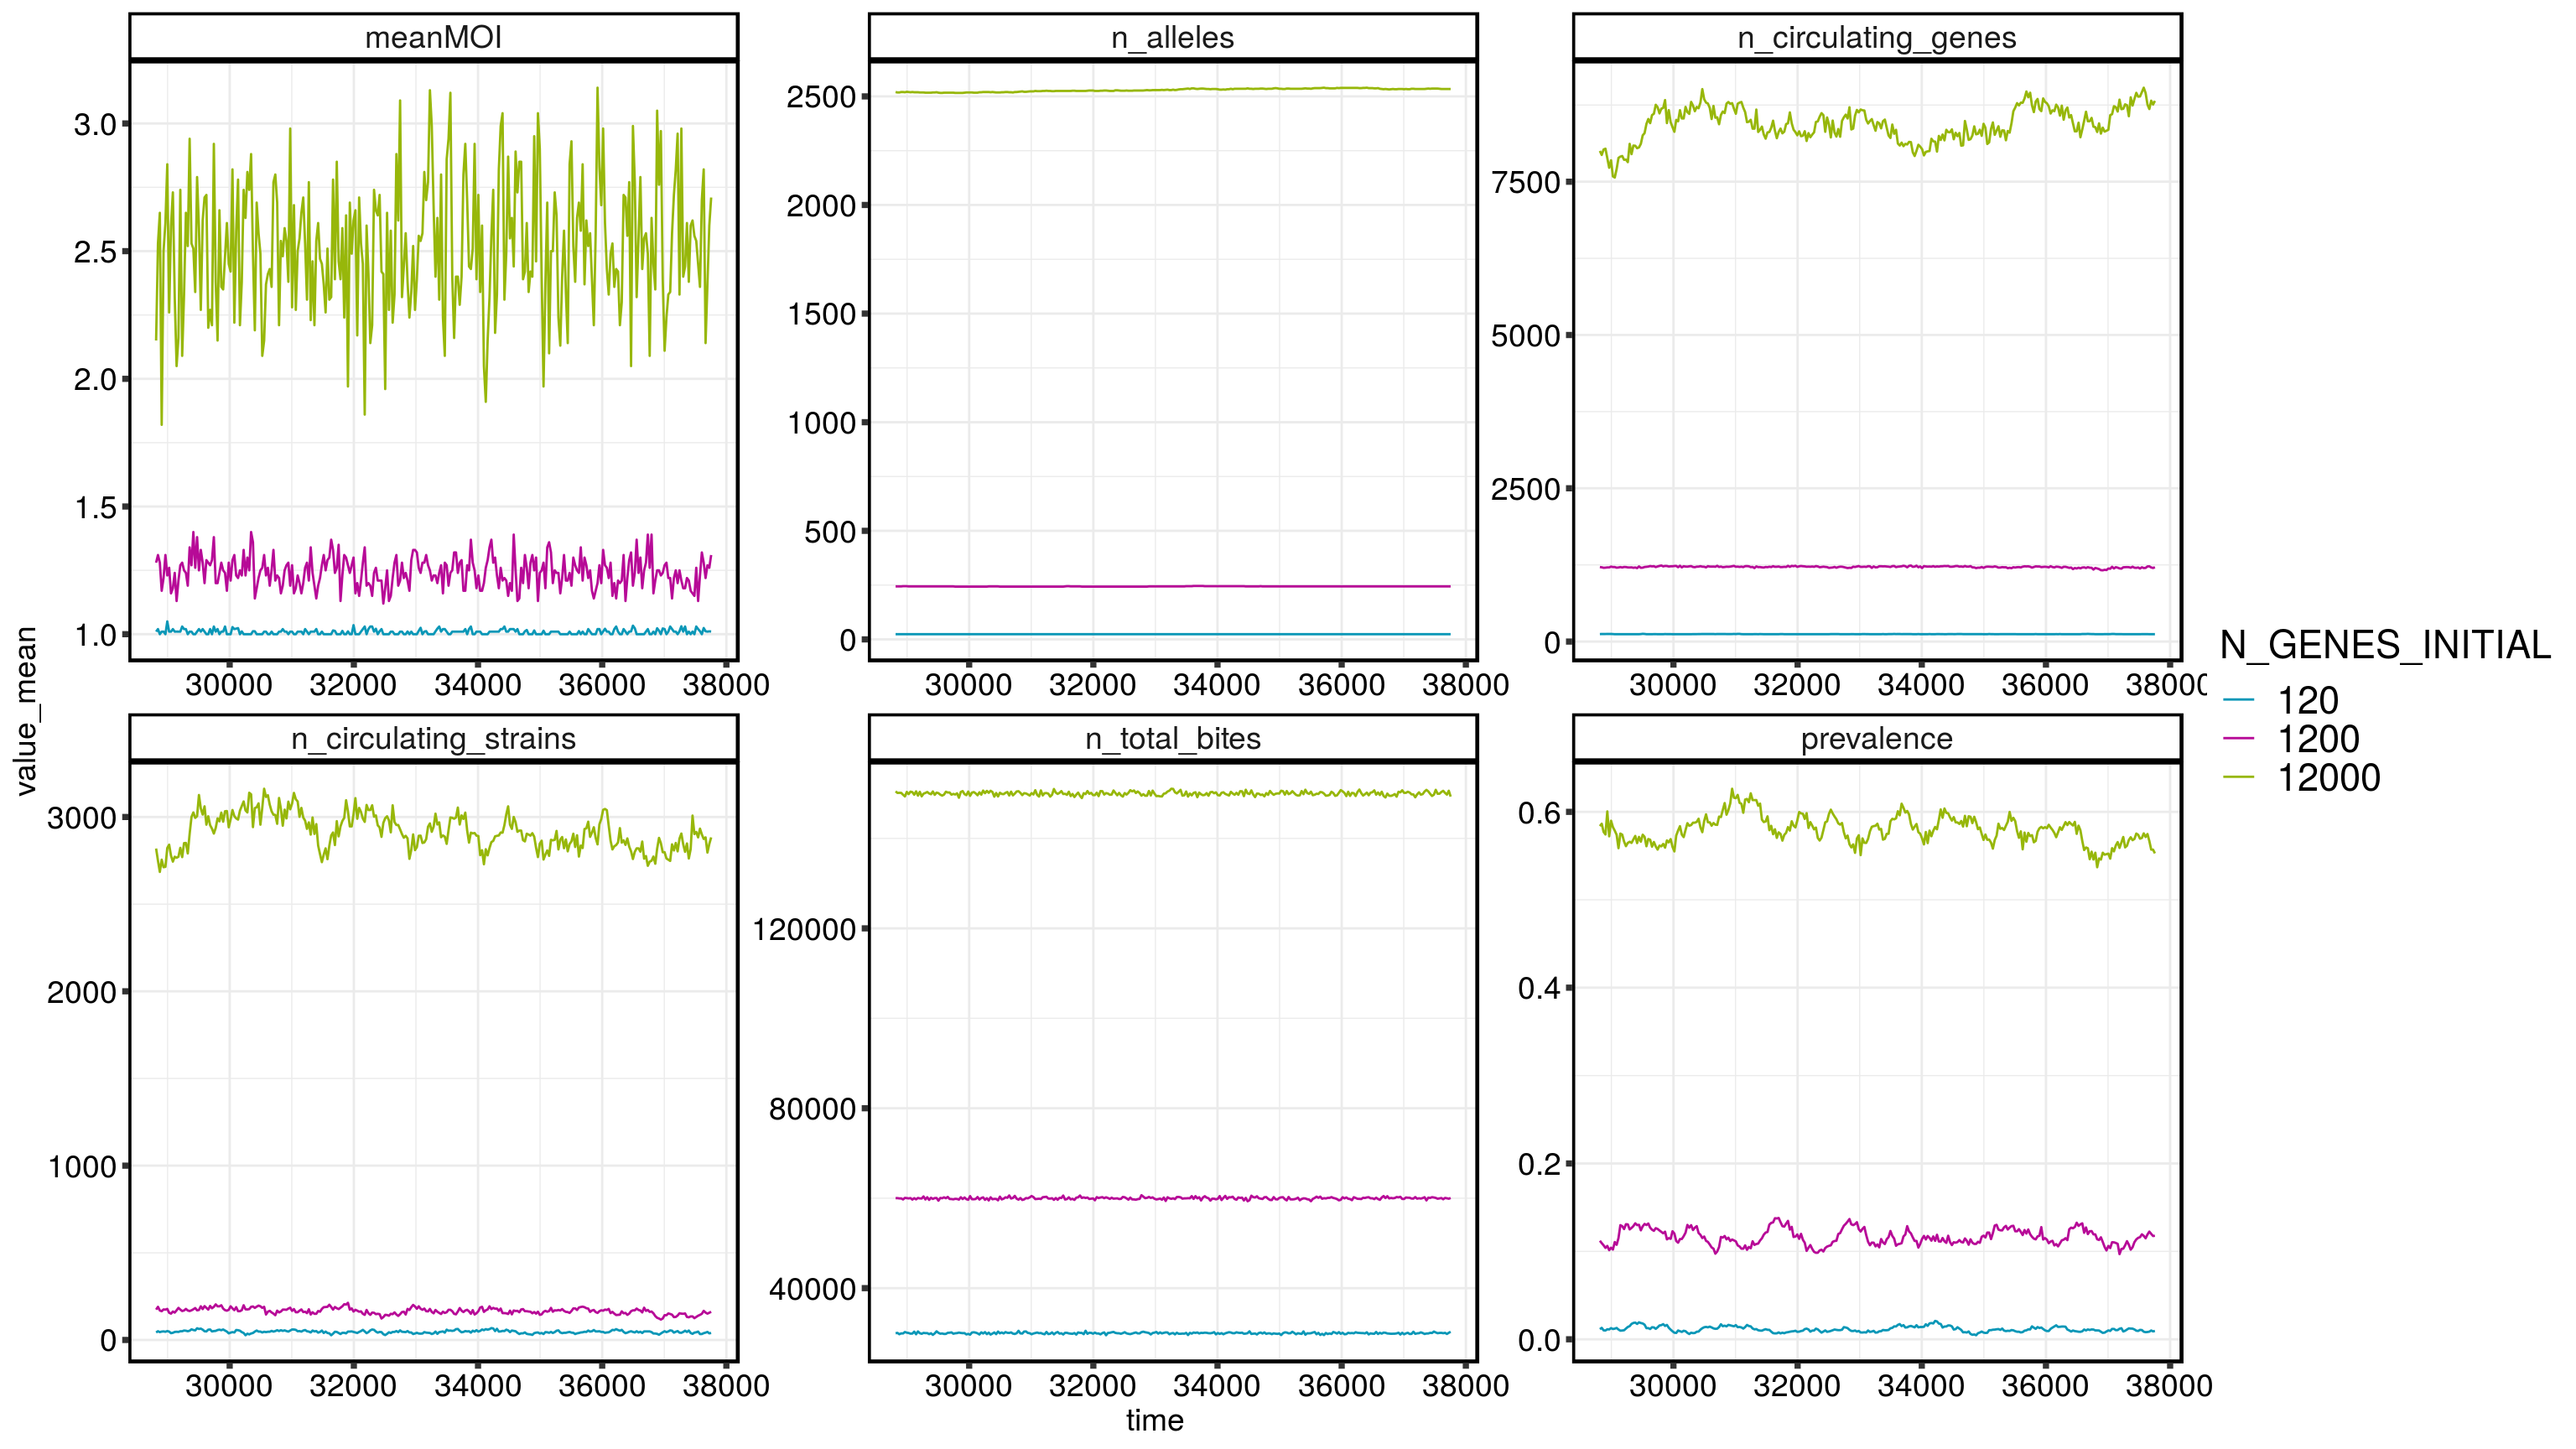 meanMOI
n_alleles
n_circulating_genes
3.0
2.5
2.0
1.5
1.0
2500
2000
1500
1000
500
0
7500
5000
2500
0
30000 32000 34000 36000 38000
30000 32000 34000 36000 38000
30000 32000 34000 36000 38000
n_circulating_strains
n_total_bites
prevalence
3000
2000
1000
0
120000
80000
40000
0.6
0.4
0.2
0.0
30000 32000 34000 36000 38000
30000 32000 34000 36000 38000
30000 32000 34000 36000 38000
value_mean
time
N_GENES_INITIAL
120
1200
12000